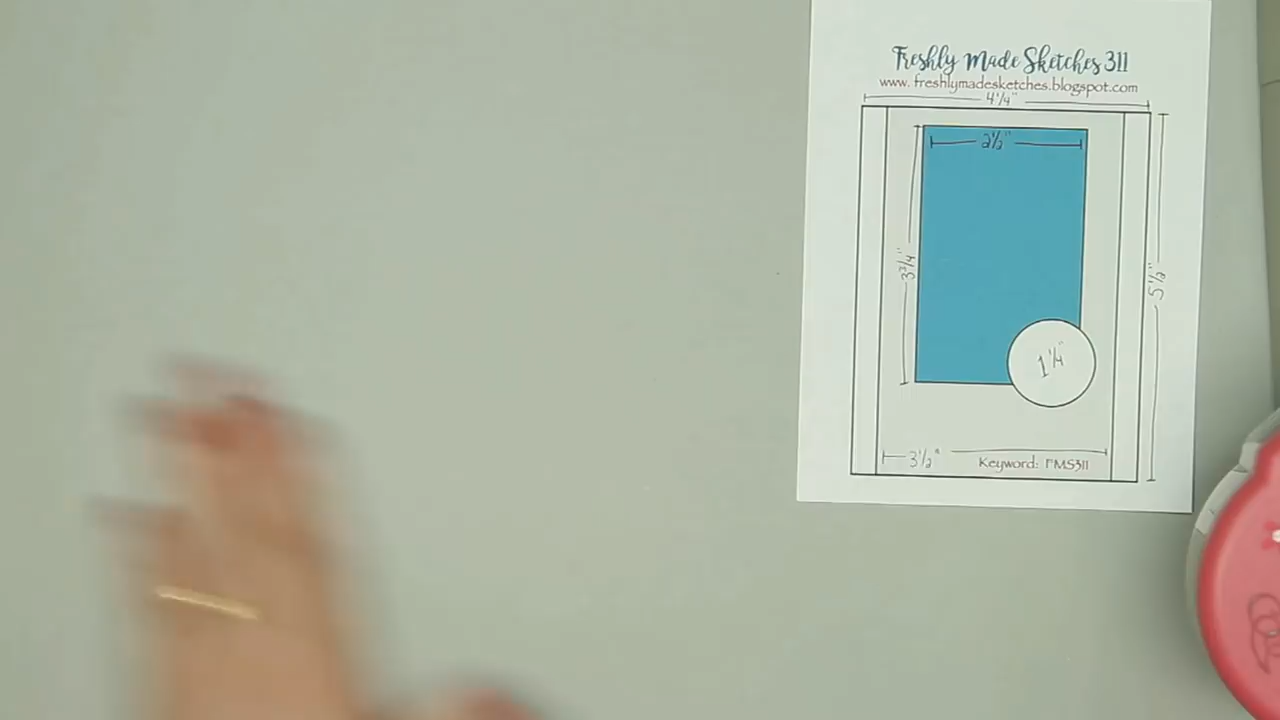 Freshly Made Sketches 311
www. freshlymadesketches.blogspot.com
4 1/4"
2 1/2"
3 3/4"
5 1/2"
1 1/4"
3 1/2"
Keyword: FMS311